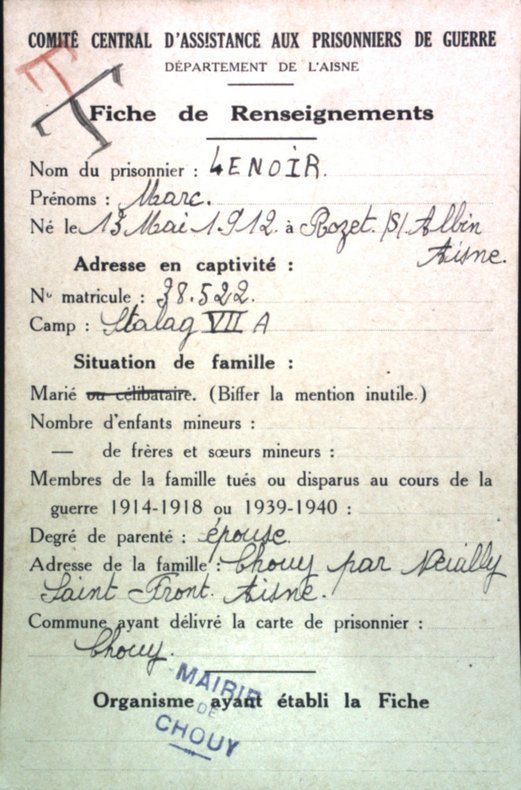 COMITÉ CENTRAL D'ASSISTANCE AUX PRISONNIERS DE GUERRE
DÉPARTEMENT DE L'AISNE
Fiche de Renseignements
Nom du prisonnier : LENOIR.
Prénoms : Marc.
Né le 13 Mai 1912. à Rozet. /S/. Albin
Aisne.
Adresse en captivité :
No matricule : 38.522.
Camp : Stalag VII A
Situation de famille :
Marié ou célibataire. (Biffer la mention inutile.)
Nombre d'enfants mineurs :
— de frères et sœurs mineurs :
Membres de la famille tués ou disparus au cours de la
guerre 1914-1918 ou 1939-1940 :
Degré de parenté : épouse.
Adresse de la famille : Chouy par Neuilly
Saint-Front. Aisne.
Commune ayant délivré la carte de prisonnier :
Chouy.
MAIRIE
DE
CHOUY
Organisme ayant établi la Fiche